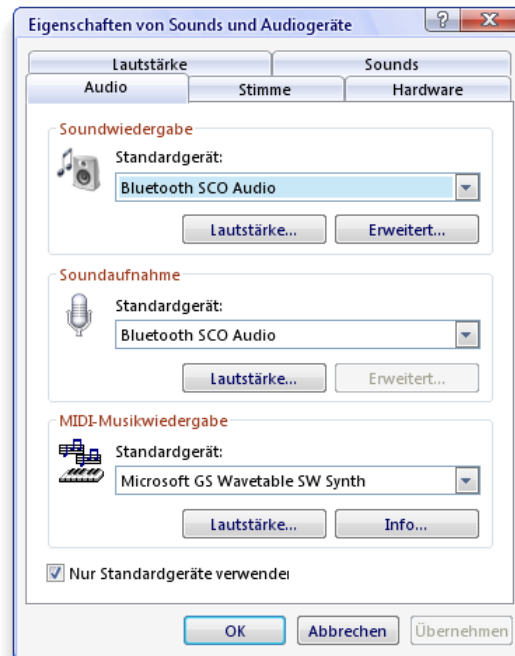 Eigenschaften von Sounds und Audiogeräte
?
Lautstärke Sounds
Audio Stimme Hardware
Soundwiedergabe
Standardgerät:
Bluetooth SCO Audio
Lautstärke... Erweitert...
Soundaufnahme
Standardgerät:
Bluetooth SCO Audio
Lautstärke... Erweitert...
MIDI-Musikwiedergabe
Standardgerät:
Microsoft GS Wavetable SW Synth
Lautstärke... Info...
Nur Standardgeräte verwender
OK Abbrechen Übernehmen